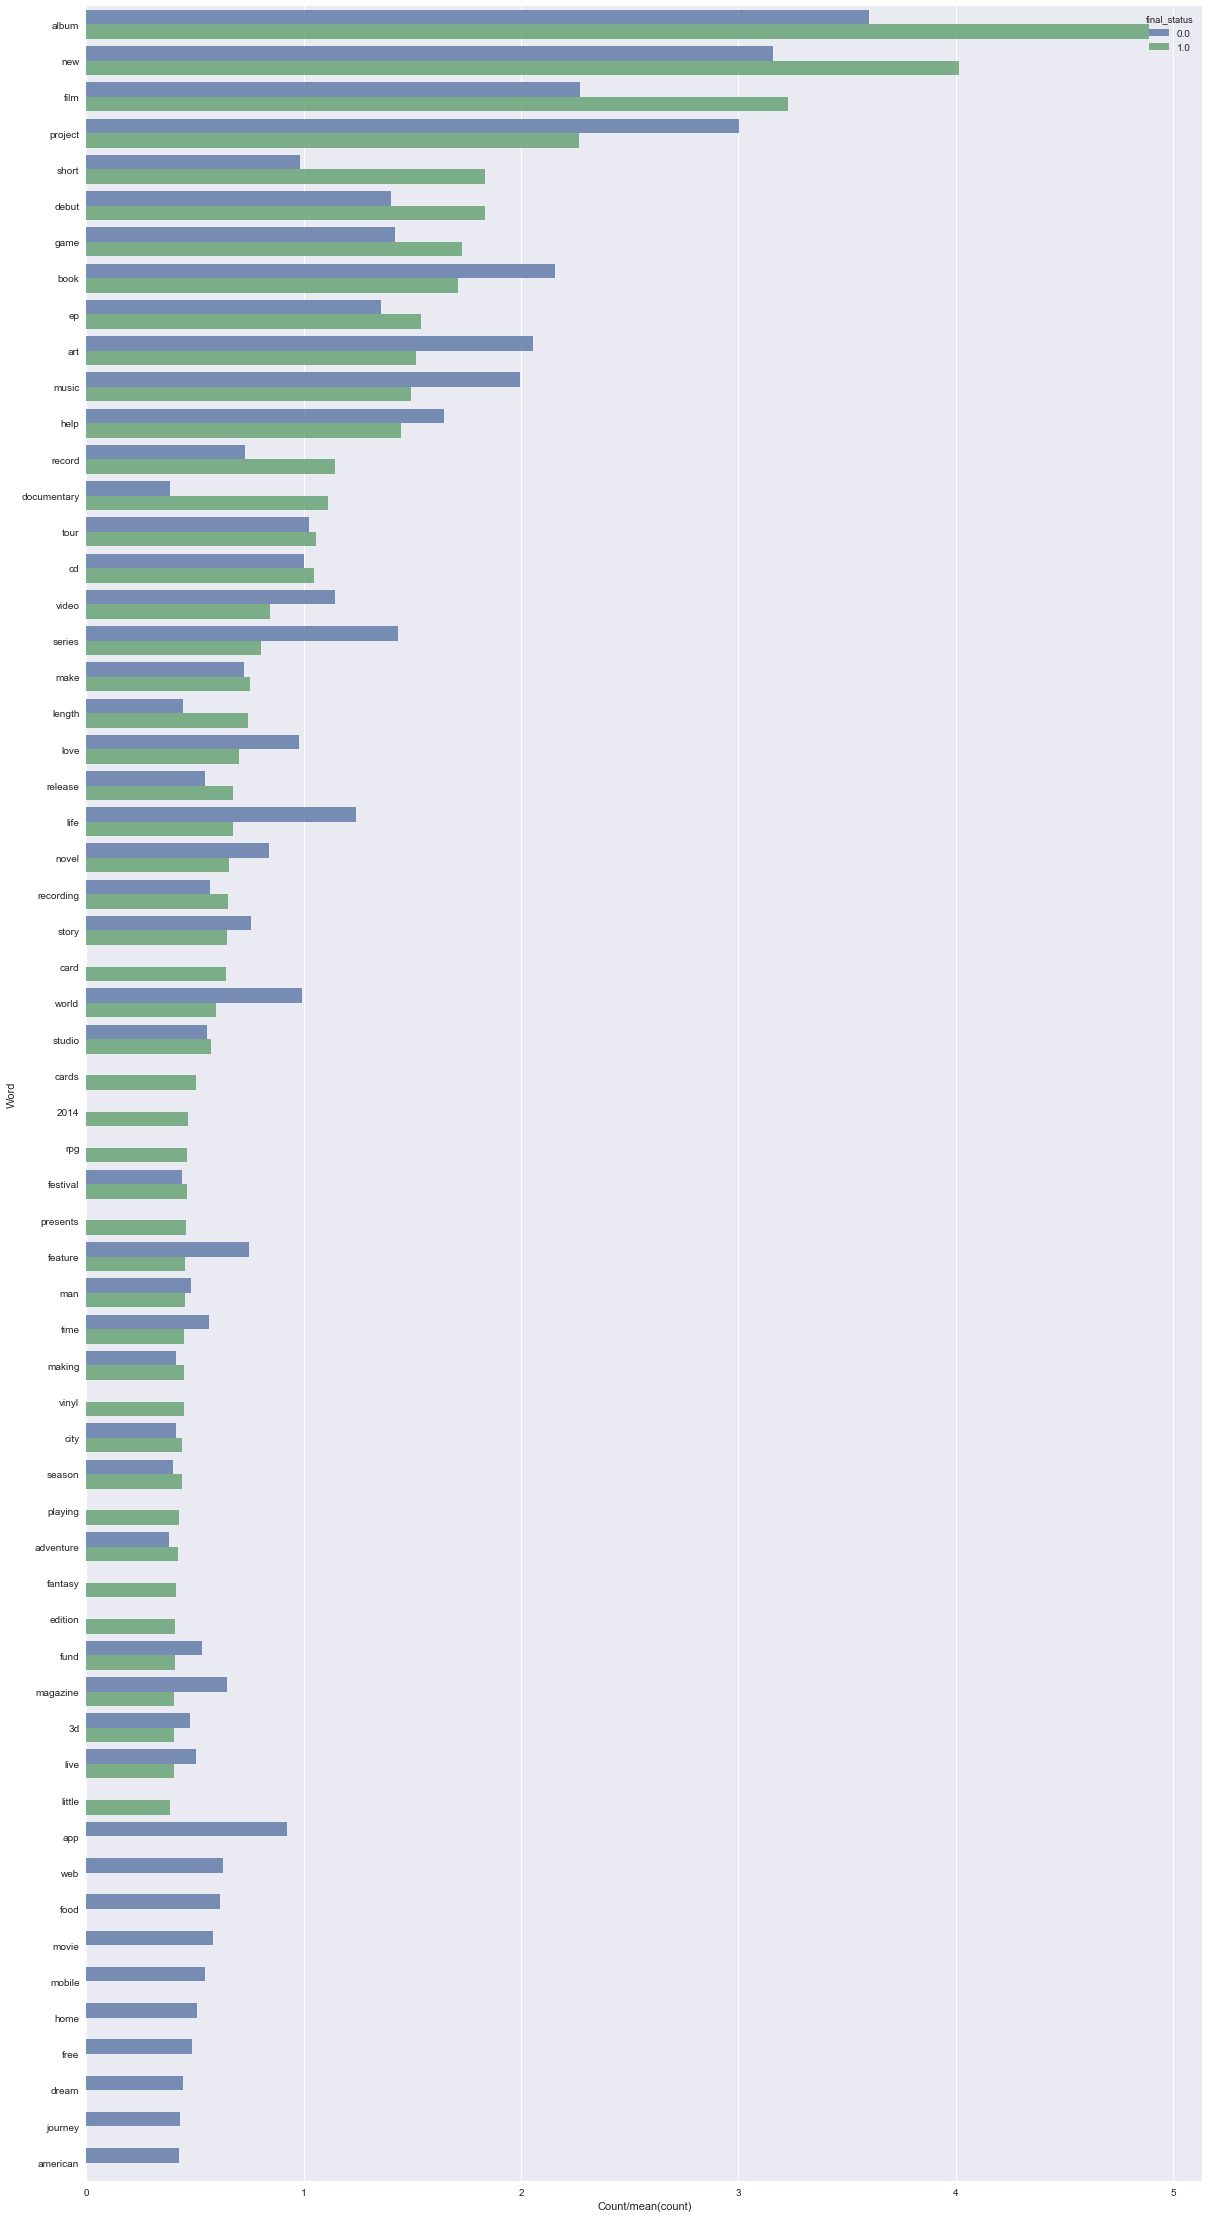 final_status
0.0
1.0
album
new
film
project
short
debut
game
book
ep
art
music
help
record
documentary
tour
cd
video
series
make
length
love
release
life
novel
recording
story
card
world
studio
cards
2014
rpg
festival
presents
feature
man
time
making
vinyl
city
season
playing
adventure
fantasy
edition
fund
magazine
3d
live
little
app
web
food
movie
mobile
home
free
dream
journey
american
Word
0 1 2 3 4 5
Count/mean(count)